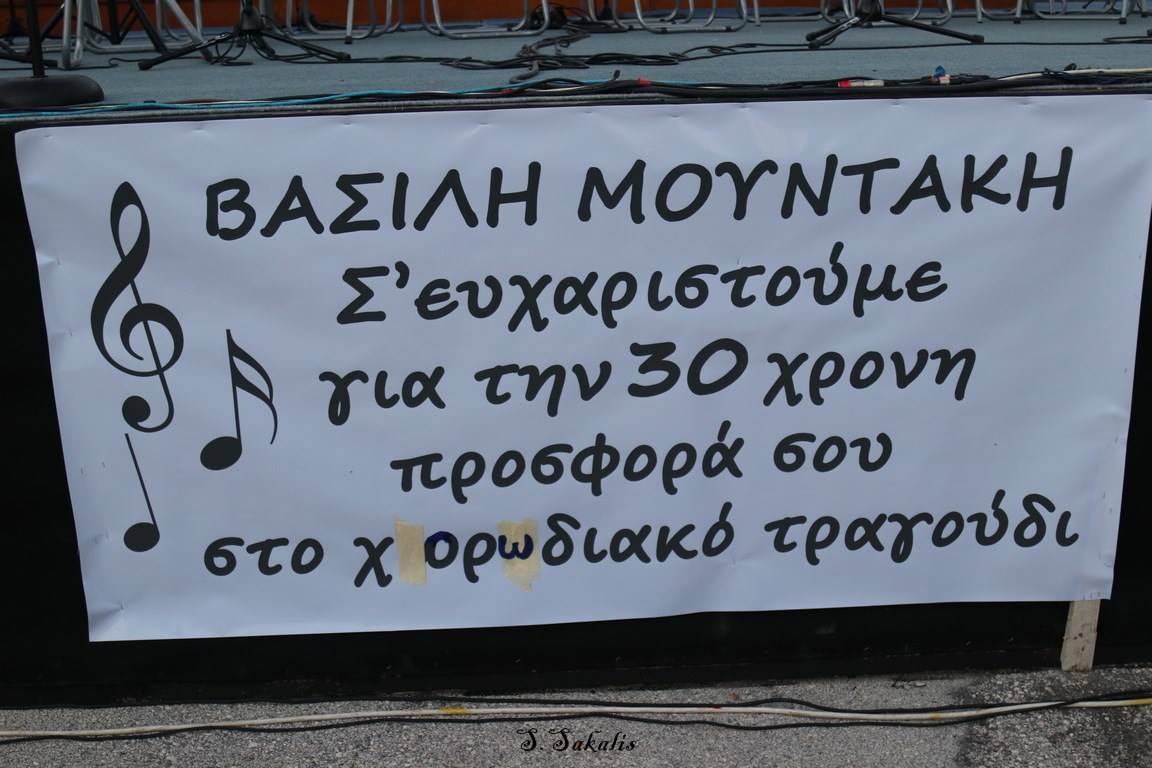 ΒΑΣΙΛΗ ΜΟΥΝΤΑΚΗ
Σ'ευχαριστούμε
για την 30 χρονη
προσφορά σου
στο χορωδιακό τραγούδι
S. Sakalis